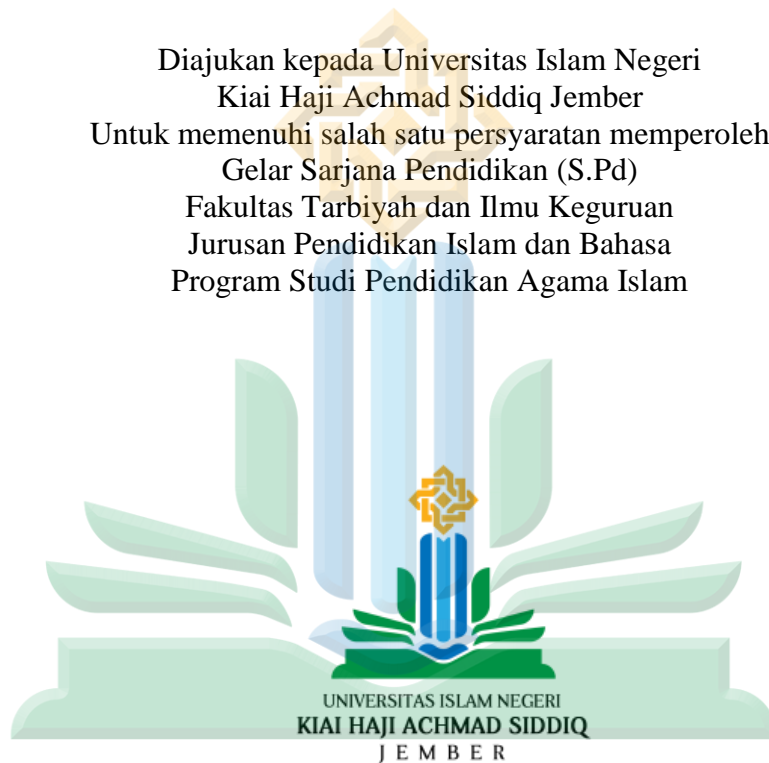 Diajukan kepada Universitas Islam Negeri
Kiai Haji Achmad Siddiq Jember
Untuk memenuhi salah satu persyaratan memperoleh
Gelar Sarjana Pendidikan (S.Pd)
Fakultas Tarbiyah dan Ilmu Keguruan
Jurusan Pendidikan Islam dan Bahasa
Program Studi Pendidikan Agama Islam
UNIVERSITAS ISLAM NEGERI
KIAI HAJI ACHMAD SIDDIQ
JEMBER